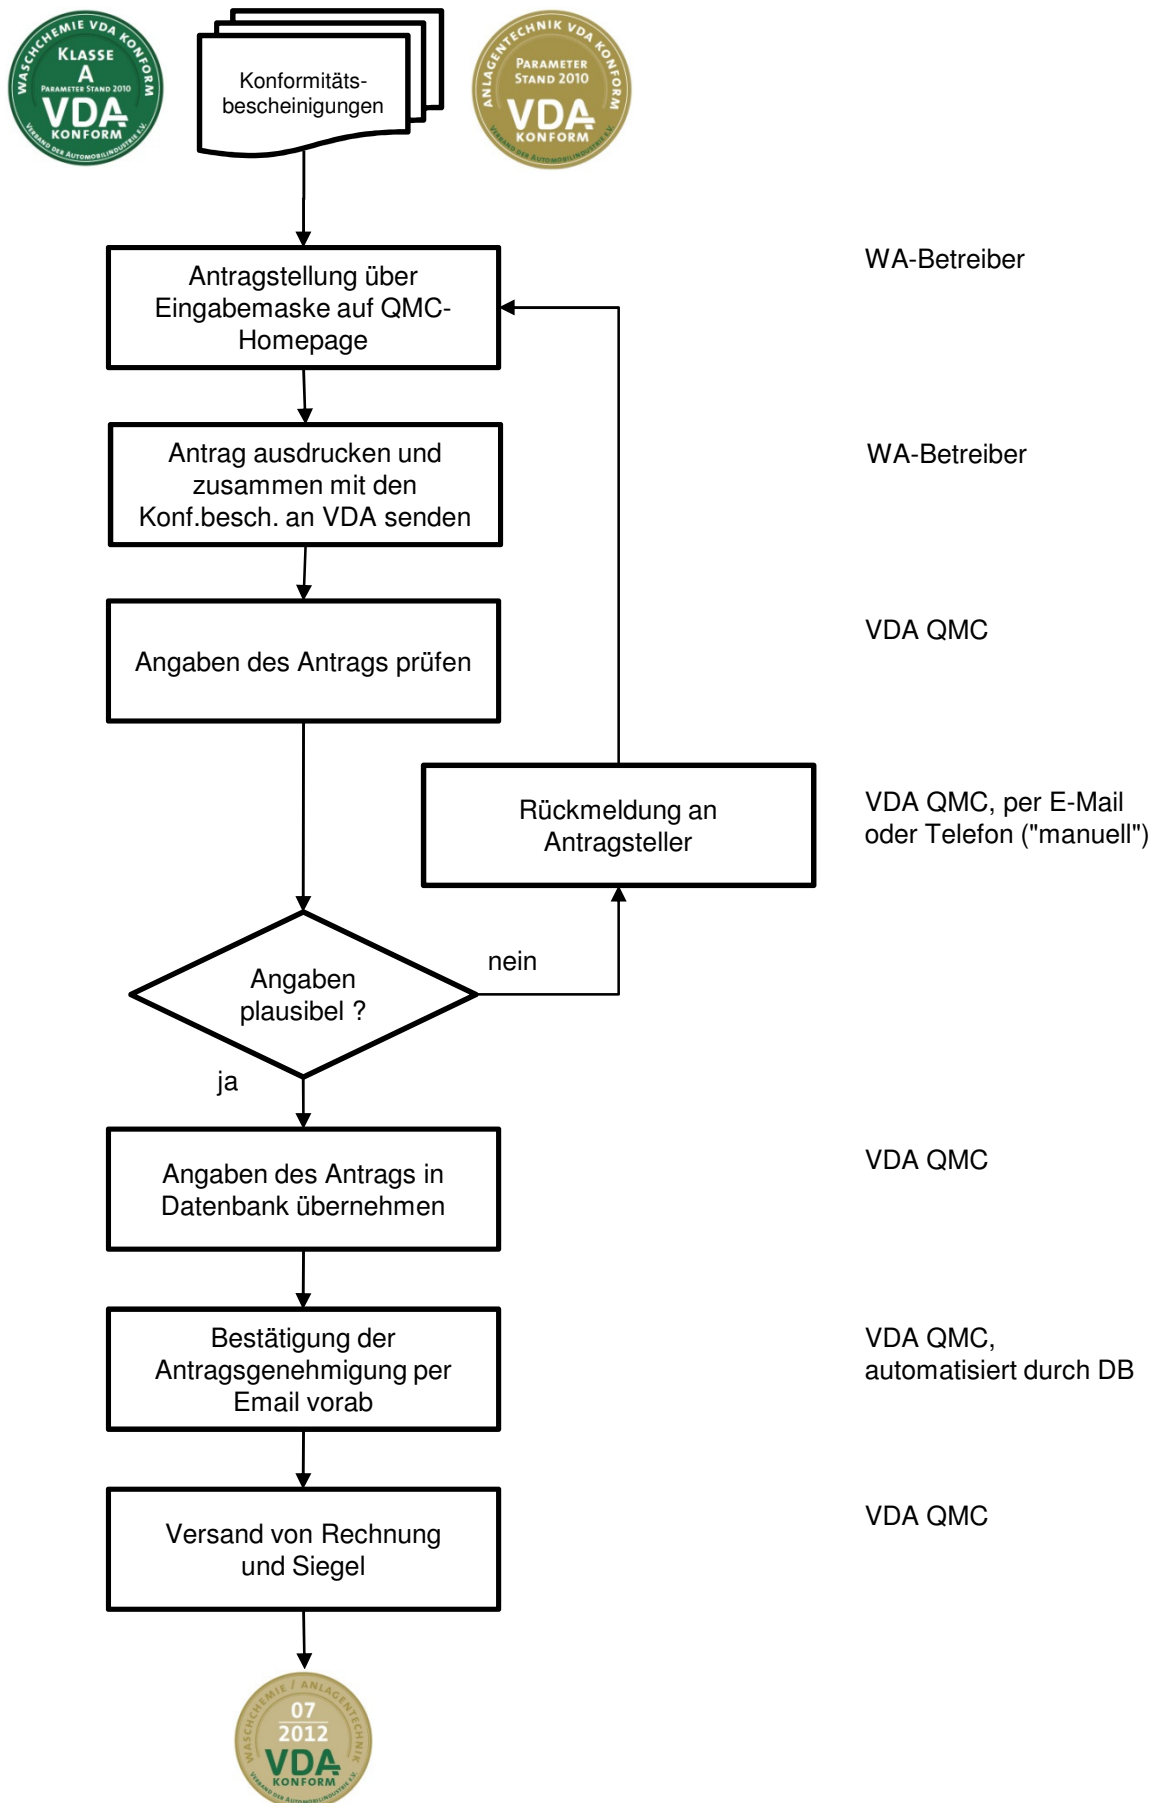 WASCHCHEMIE VDA KONFORM
KLASSE
A
PARAMETER STAND 2010
VDA
KONFORM
VERBAND DER AUTOMOBILINDUSTRIE E.V.
Konformitäts-
bescheinigungen
ANLAGENTECHNIK VDA KONFORM
PARAMETER
STAND 2010
VDA
KONFORM
VERBAND DER AUTOMOBILINDUSTRIE E.V.
Antragstellung über
Eingabemaske auf QMC-
Homepage
WA-Betreiber
Antrag ausdrucken und
zusammen mit den
Konf.besch. an VDA senden
WA-Betreiber
Angaben des Antrags prüfen
VDA QMC
Rückmeldung an
Antragsteller
VDA QMC, per E-Mail
oder Telefon ("manuell")
Angaben
plausibel ?
nein
ja
Angaben des Antrags in
Datenbank übernehmen
VDA QMC
Bestätigung der
Antragsgenehmigung per
Email vorab
VDA QMC,
automatisiert durch DB
Versand von Rechnung
und Siegel
VDA QMC
WASCHCHEMIE / ANLAGENTECHNIK
07
2012
VDA
KONFORM
VERBAND DER AUTOMOBILINDUSTRIE E.V.